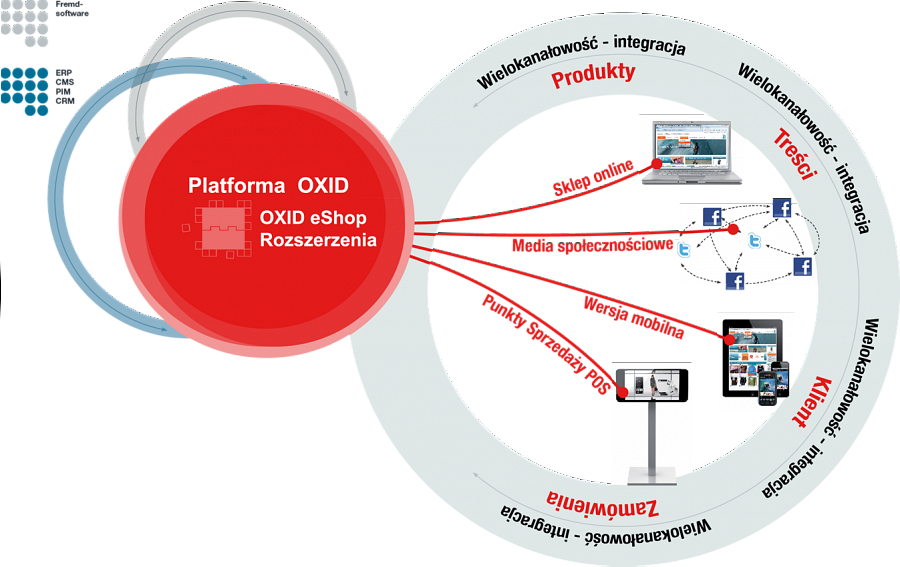 Fremd-
software
ERP
CMS
PIM
CRM
Platforma OXID
OXID eShop
Rozszerzenia
Wielokanałowość - integracja
Produkty
Wielokanałowość - integracja
Treści
Sklep online
Media społecznościowe
Wersja mobilna
Punkty Sprzedaży POS
Wielokanałowość - integracja
Klient
Zamówienia
Wielokanałowość - integracja